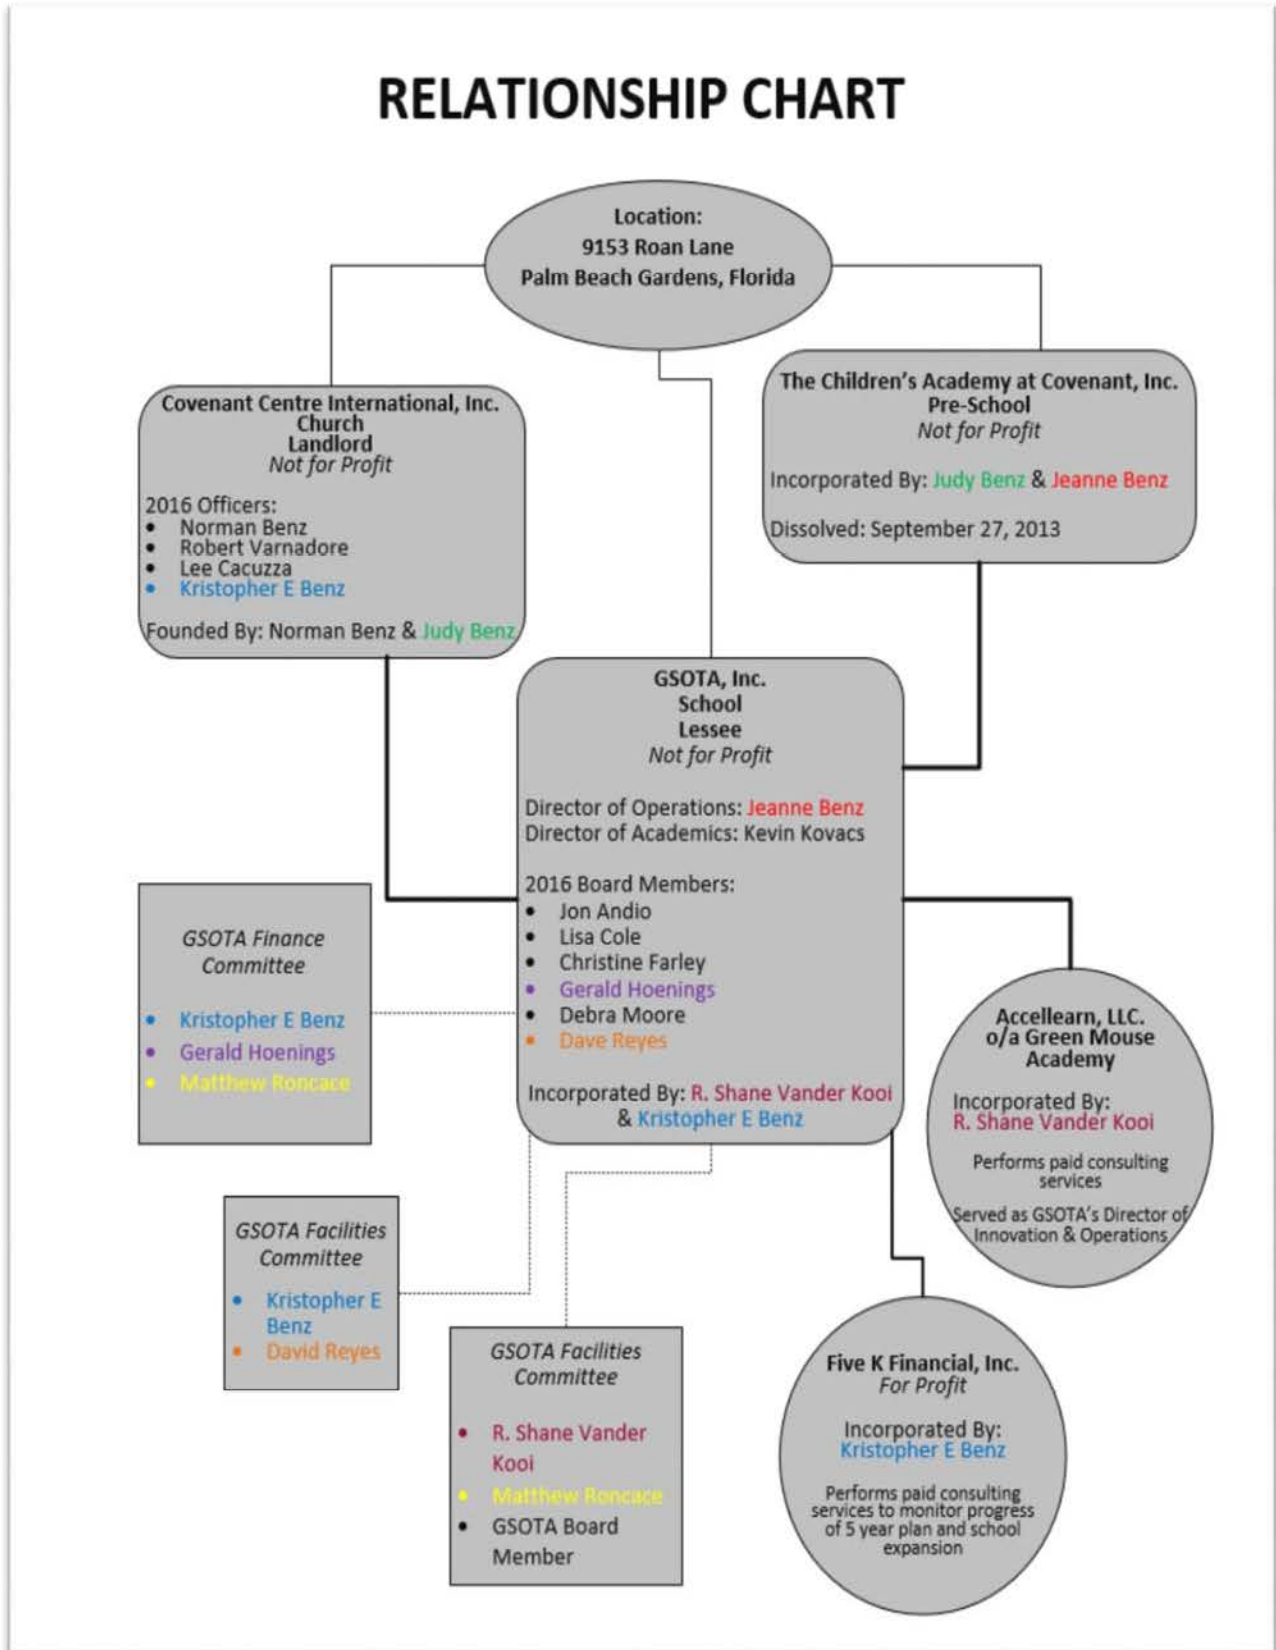 RELATIONSHIP CHART
Location:
9153 Roan Lane
Palm Beach Gardens, Florida
Covenant Centre International, Inc.
Church
Landlord
Not for Profit
2016 Officers:
• Norman Benz
• Robert Varnadore
• Lee Cacuzza
• Kristopher E Benz
Founded By: Norman Benz & Judy Benz
The Children's Academy at Covenant, Inc.
Pre-School
Not for Profit
Incorporated By: Judy Benz & Jeanne Benz
Dissolved: September 27, 2013
GSOTA, Inc.
School
Lessee
Not for Profit
Director of Operations: Jeanne Benz
Director of Academics: Kevin Kovacs
2016 Board Members:
• Jon Andio
• Lisa Cole
• Christine Farley
• Gerald Hoenings
• Debra Moore
• Dave Reyes
Incorporated By: R. Shane Vander Kooi
& Kristopher E Benz
GSOTA Finance
Committee
• Kristopher E Benz
• Gerald Hoenings
• Matthew Roncace
Accellearn, LLC.
o/a Green Mouse
Academy
Incorporated By:
R. Shane Vander Kooi
Performs paid consulting
services
Served as GSOTA's Director of
Innovation & Operations
GSOTA Facilities
Committee
• Kristopher E
Benz
• David Reyes
GSOTA Facilities
Committee
• R. Shane Vander
Kooi
• Matthew Roncace
• GSOTA Board
Member
Five K Financial, Inc.
For Profit
Incorporated By:
Kristopher E Benz
Performs paid consulting
services to monitor progress
of 5 year plan and school
expansion